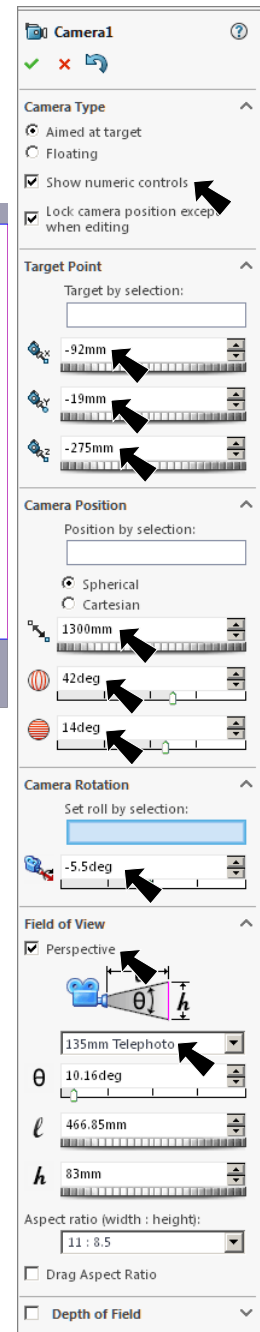 Camera1
Camera Type
Aimed at target
Floating
Show numeric controls
Lock camera position except
when editing
Target Point
Target by selection:
X
-92mm
Y
-19mm
Z
-275mm
Camera Position
Position by selection:
Spherical
Cartesian
1300mm
42deg
14deg
Camera Rotation
Set roll by selection:
-5.5deg
Field of View
Perspective
θ h
135mm Telephoto
θ 10.16deg
ℓ 466.85mm
h 83mm
Aspect ratio (width : height):
11 : 8.5
Drag Aspect Ratio
Depth of Field